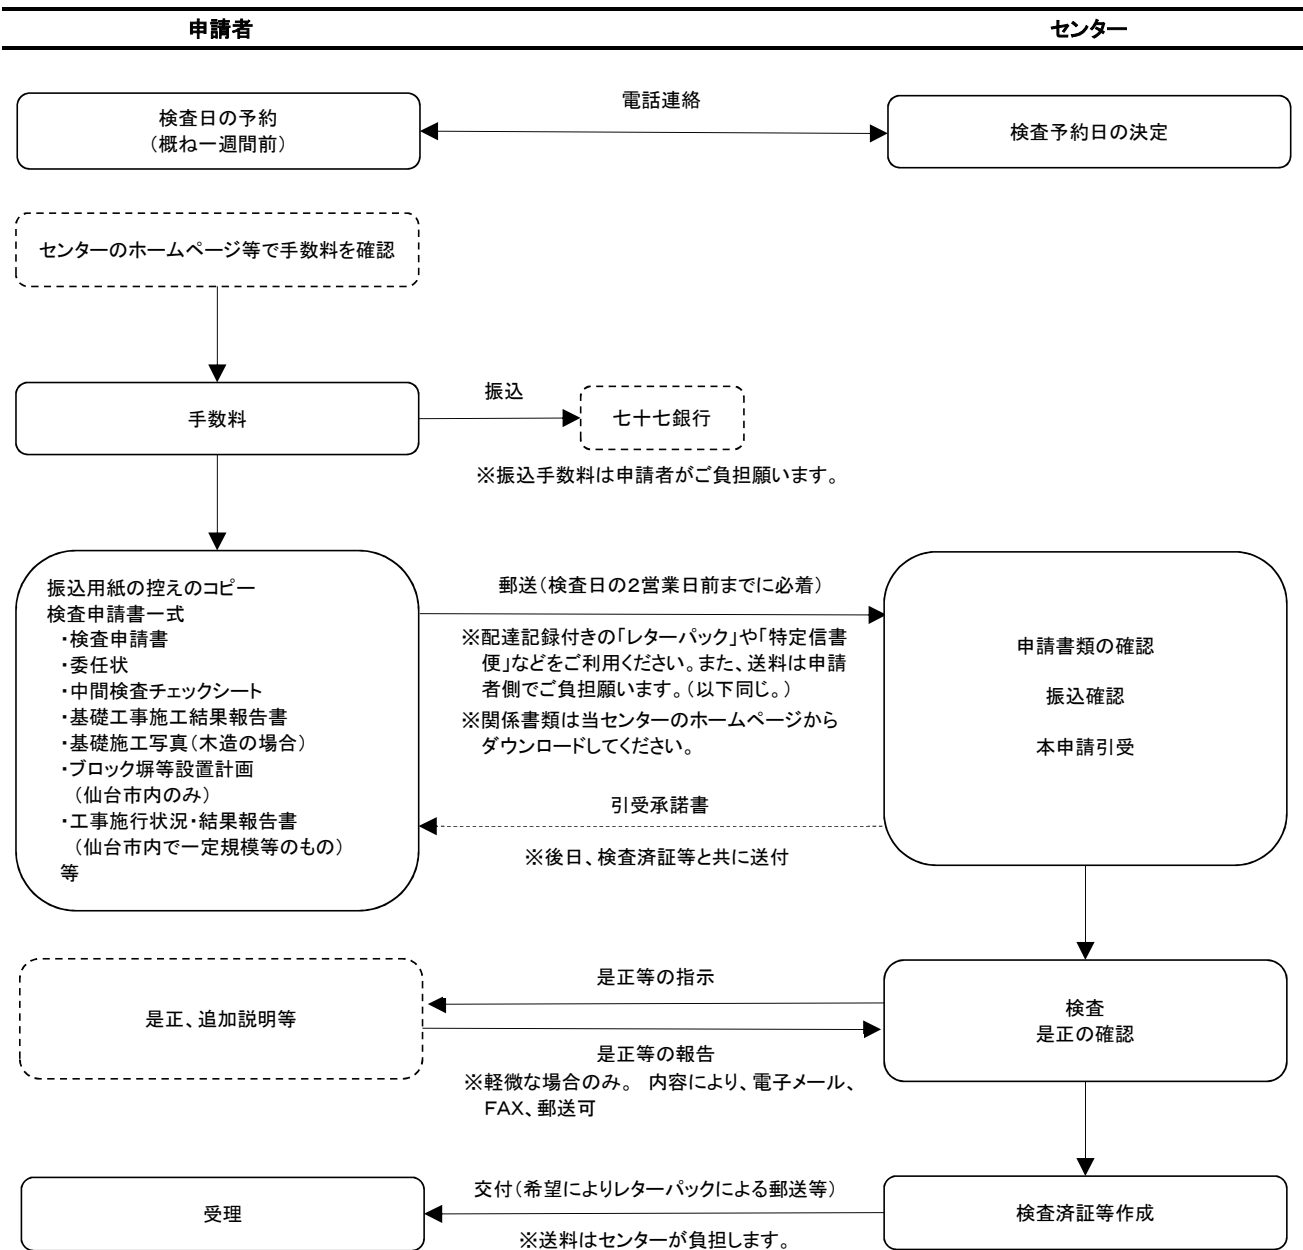 申請者
センター
検査日の予約
（概ね一週間前）
電話連絡
検査予約日の決定
センターのホームページ等で手数料を確認
手数料
振込
七十七銀行
※振込手数料は申請者がご負担願います。
振込用紙の控えのコピー
検査申請書一式
・検査申請書
・委任状
・中間検査チェックシート
・基礎工事施工結果報告書
・基礎施工写真（木造の場合）
・ブロック塀等設置計画
（仙台市内のみ）
・工事施行状況・結果報告書
（仙台市内で一定規模等のもの）
等
郵送（検査日の２営業日前までに必着）
※配達記録付きの「レターパック」や「特定信書
便」などをご利用ください。また、送料は申請
者側でご負担願います。（以下同じ。）
※関係書類は当センターのホームページから
ダウンロードしてください。
引受承諾書
※後日、検査済証等と共に送付
申請書類の確認
振込確認
本申請引受
是正、追加説明等
是正等の指示
是正等の報告
※軽微な場合のみ。　内容により、電子メール、
ＦＡＸ、郵送可
検査
是正の確認
受理
交付（希望によりレターパックによる郵送等）
※送料はセンターが負担します。
検査済証等作成